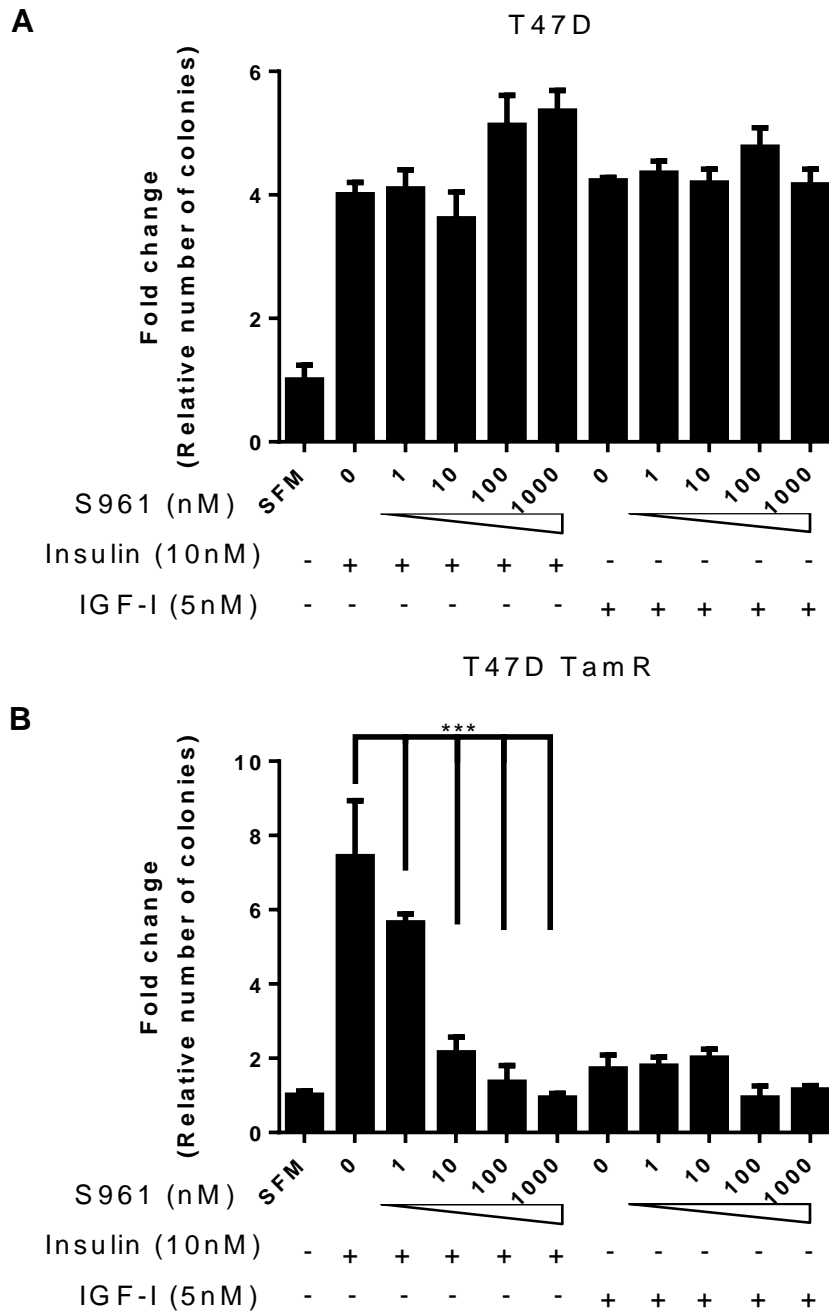 A
T47D
Fold change
(Relative number of colonies)
6
4
2
0
SFM 0 1 10 100 1000 0 1 10 100 1000
S961 (nM)
Insulin (10nM) - + + + + + - - - - -
IGF-I (5nM) - - - - - - + + + + +
T47D TamR
B
***
Fold change
(Relative number of colonies)
10
8
6
4
2
0
SFM 0 1 10 100 1000 0 1 10 100 1000
S961 (nM)
Insulin (10nM) - + + + + + - - - - -
IGF-I (5nM) - - - - - - + + + + +